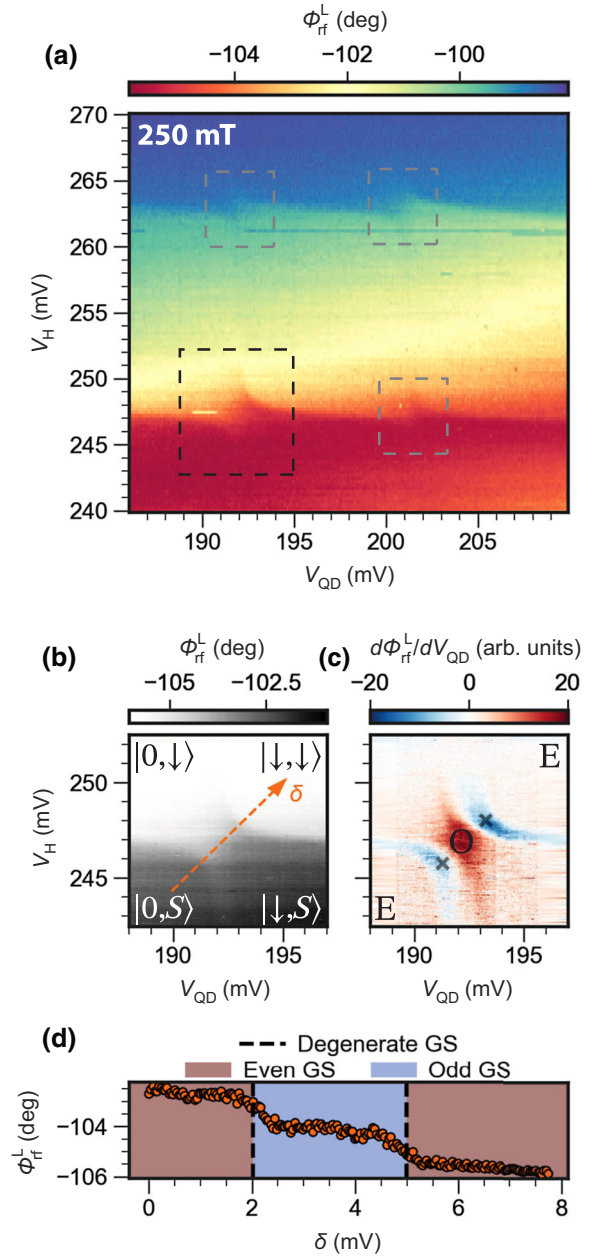 Φ_rf^L (deg)
(a)
−104 −102 −100
250 mT
270
265
260
255
250
245
240
V_H (mV)
190 195 200 205
V_QD (mV)
(b)
Φ_rf^L (deg)
−105 −102.5
(c)
dΦ_rf^L/dV_QD (arb. units)
−20 0 20
|0,↓⟩ |↓,↓⟩
δ
|0,S⟩ |↓,S⟩
250
245
V_H (mV)
190 195
V_QD (mV)
E
O
E
190 195
V_QD (mV)
(d)
Degenerate GS
Even GS Odd GS
−104
−106
Φ_rf^L (deg)
0 2 4 6 8
δ (mV)